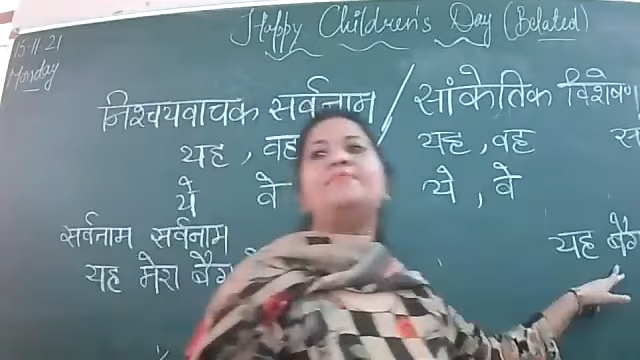 Happy Children's Day (Belated)
15-11-21
Monday
निश्चयवाचक सर्वनाम / सांकेतिक विशेषण
यह , वह यह , वह
ये वे ये , वे
सर्वनाम सर्वनाम
यह मेरा बैग यह बैग